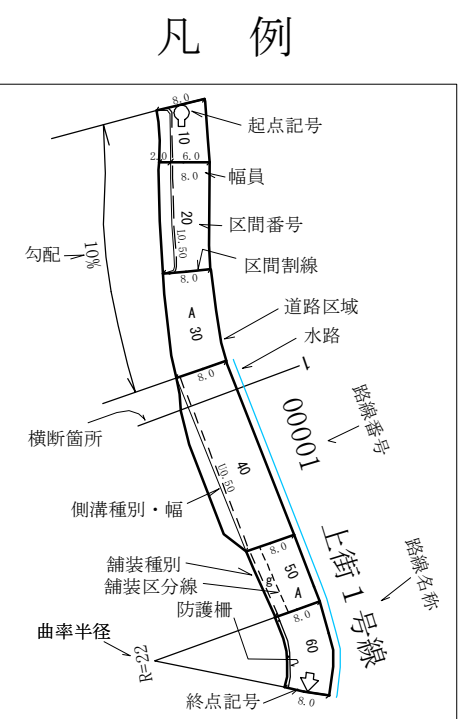 凡 例
8.0
起点記号
10
2.0 6.0
8.0
幅員
20
区間番号
U0.50
勾配
10%
区間割線
8.0
A
30
道路区域
水路
8.0
1
路線番号
00001
横断箇所
40
U0.50
側溝種別・幅
8.0
上街1号線
路線名称
舗装種別
舗装区分線
50
g
A
防護柵
8.0
曲率半径
R=22
60
終点記号
8.0